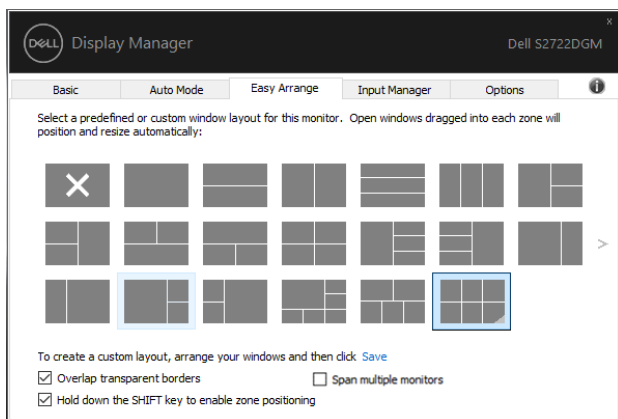 x
DELL Display Manager Dell S2722DGM
Basic Auto Mode Easy Arrange Input Manager Options i
Select a predefined or custom window layout for this monitor. Open windows dragged into each zone will
position and resize automatically:
>
To create a custom layout, arrange your windows and then click Save
Overlap transparent borders Span multiple monitors
Hold down the SHIFT key to enable zone positioning